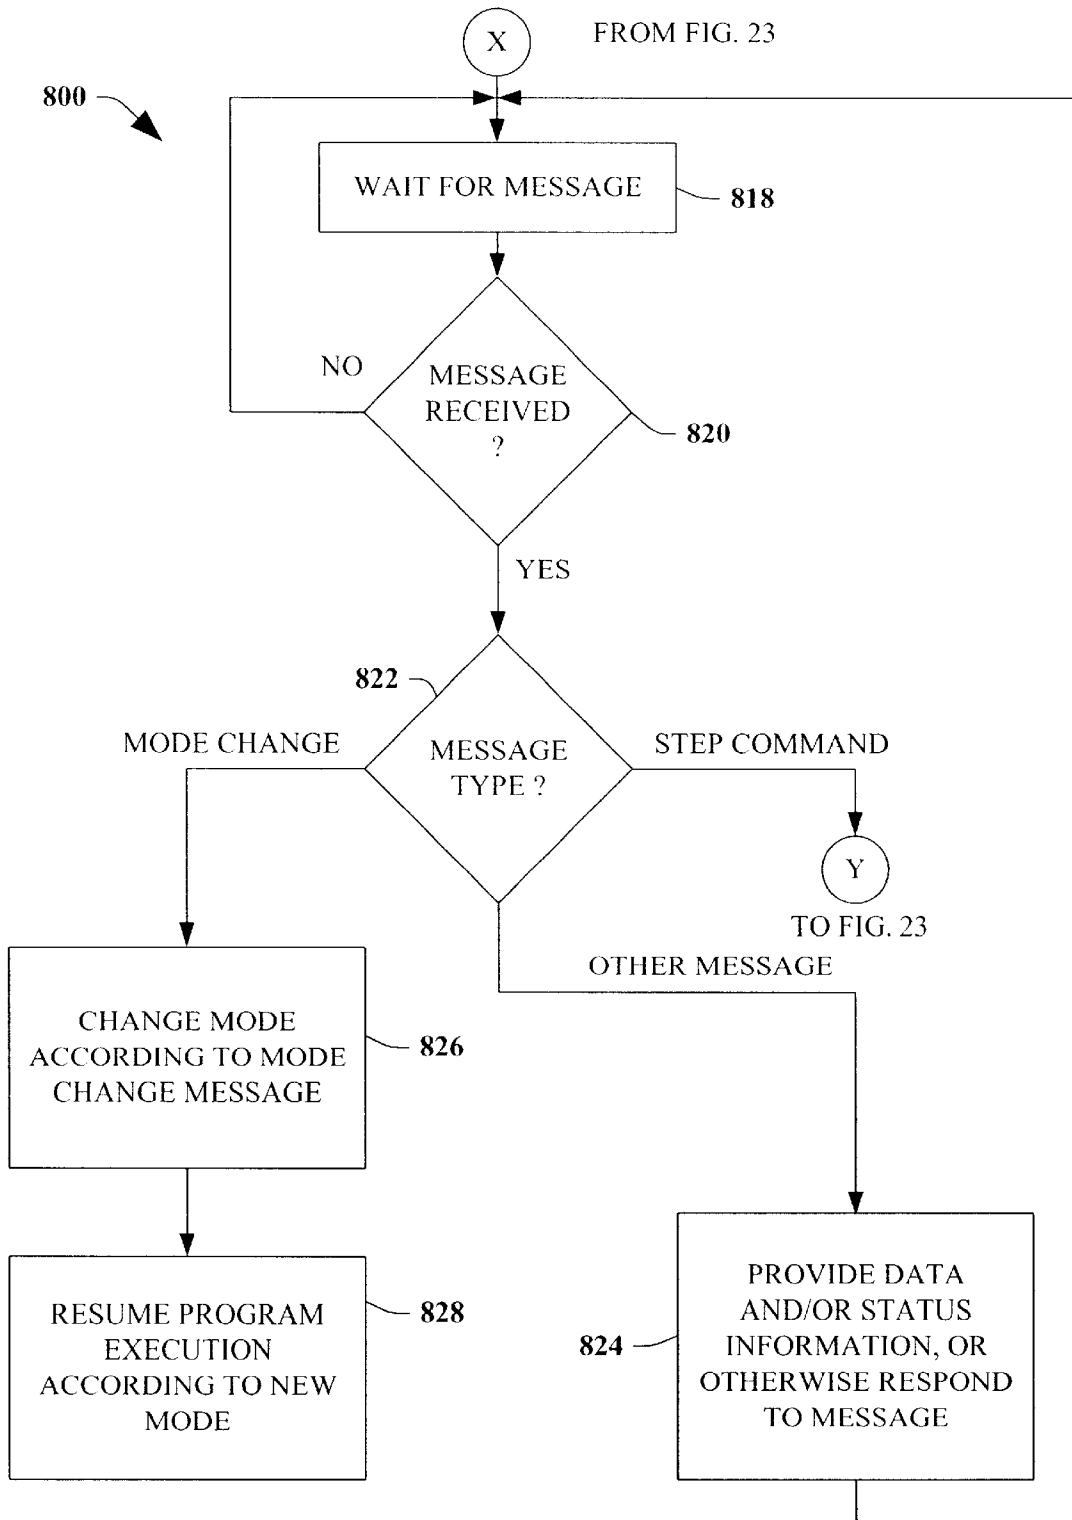 X
FROM FIG. 23
800
WAIT FOR MESSAGE
818
NO
MESSAGE
RECEIVED
?
820
YES
822
MODE CHANGE
MESSAGE
TYPE ?
STEP COMMAND
Y
TO FIG. 23
OTHER MESSAGE
CHANGE MODE
ACCORDING TO MODE
CHANGE MESSAGE
826
RESUME PROGRAM
EXECUTION
ACCORDING TO NEW
MODE
828
824
PROVIDE DATA
AND/OR STATUS
INFORMATION, OR
OTHERWISE RESPOND
TO MESSAGE